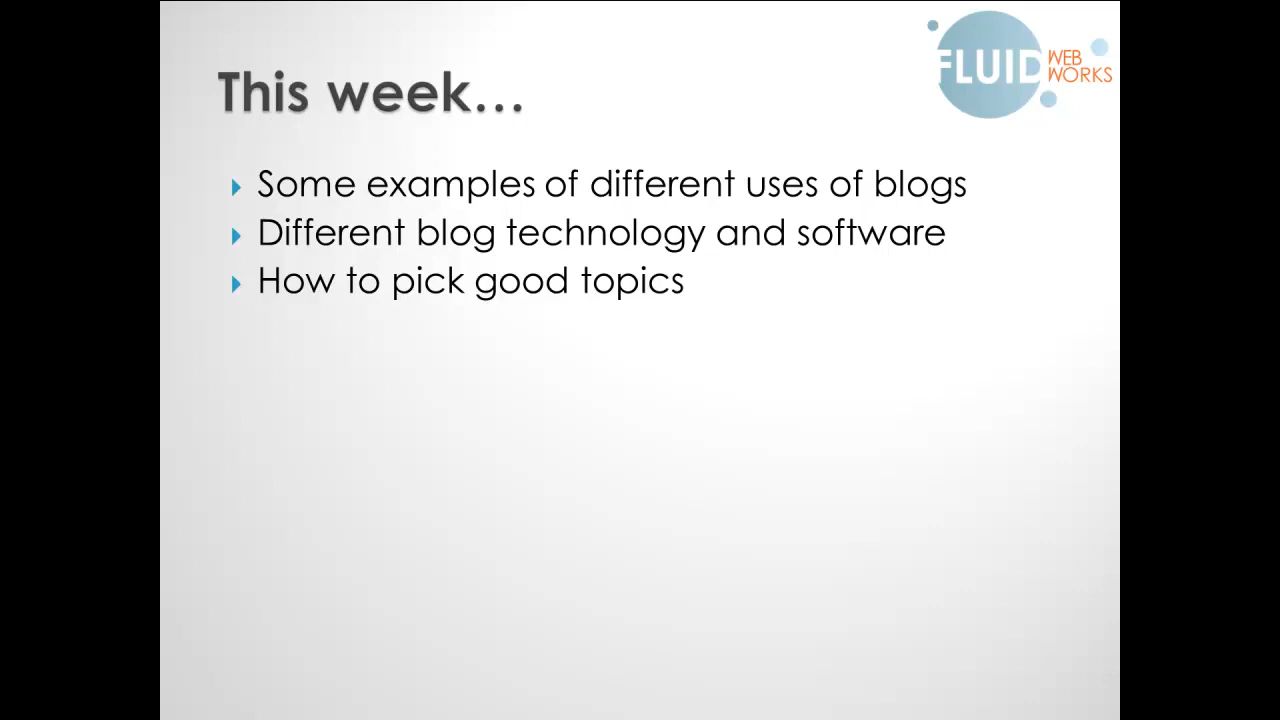 FLUID WEB
WORKS
This week…
Some examples of different uses of blogs
Different blog technology and software
How to pick good topics